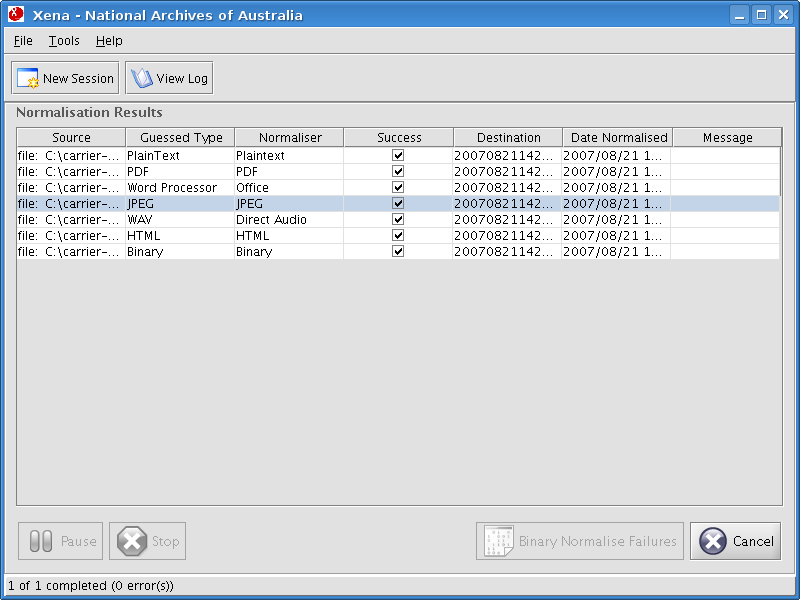 Xena - National Archives of Australia
File Tools Help
New Session View Log
Normalisation Results
Source Guessed Type Normaliser Success Destination Date Normalised Message
file: C:\carrier-... PlainText Plaintext 20070821142... 2007/08/21 1...
file: C:\carrier-... PDF PDF 20070821142... 2007/08/21 1...
file: C:\carrier-... Word Processor Office 20070821142... 2007/08/21 1...
file: C:\carrier-... JPEG JPEG 20070821142... 2007/08/21 1...
file: C:\carrier-... WAV Direct Audio 20070821142... 2007/08/21 1...
file: C:\carrier-... HTML HTML 20070821142... 2007/08/21 1...
file: C:\carrier-... Binary Binary 20070821142... 2007/08/21 1...
Pause Stop Binary Normalise Failures Cancel
1 of 1 completed (0 error(s))